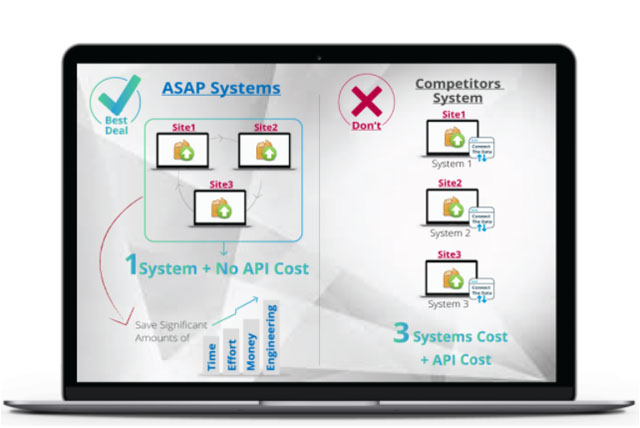 ASAP Systems
Best
Deal
Site1
Site2
Site3
1System + No API Cost
Save Significant
Amounts of
Time
Effort
Money
Engineering
Competitors
System
Don't
Site1
Connect
The Data
System 1
Site2
Connect
The Data
System 2
Site3
Connect
The Data
System 3
3 Systems Cost
+ API Cost